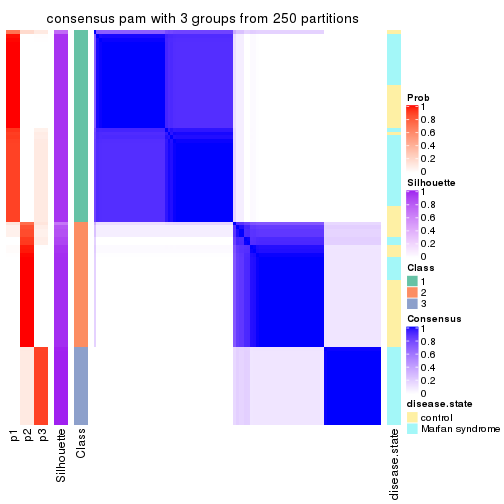 consensus pam with 3 groups from 250 partitions
Prob
1
0.8
0.6
0.4
0.2
0
Silhouette
1
0.8
0.6
0.4
0.2
0
Class
1
2
3
Consensus
1
0.8
0.6
0.4
0.2
0
disease.state
control
Marfan syndrome
p1
p2
p3
Silhouette
Class
disease.state